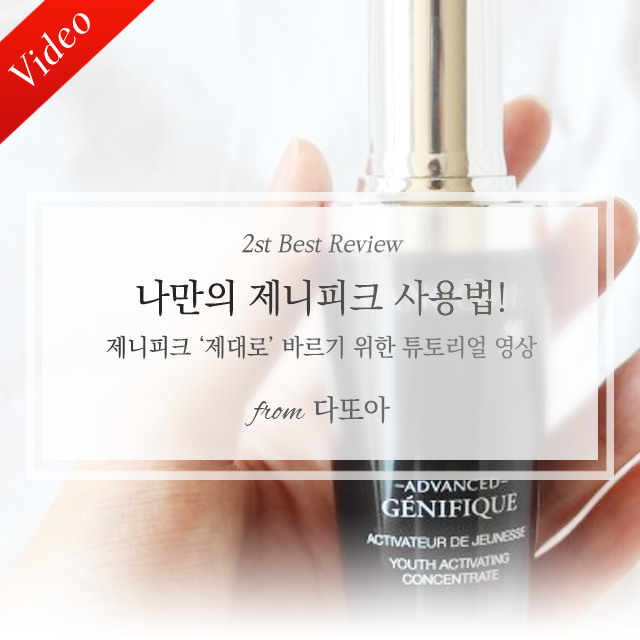 Video
2st Best Review
나만의 제니피크 사용법!
제니피크 ‘제대로’ 바르기 위한 튜토리얼 영상
from 다또아
-ADVANCED-
GÉNIFIQUE
ACTIVATEUR DE JEUNESSE
YOUTH ACTIVATING
CONCENTRATE